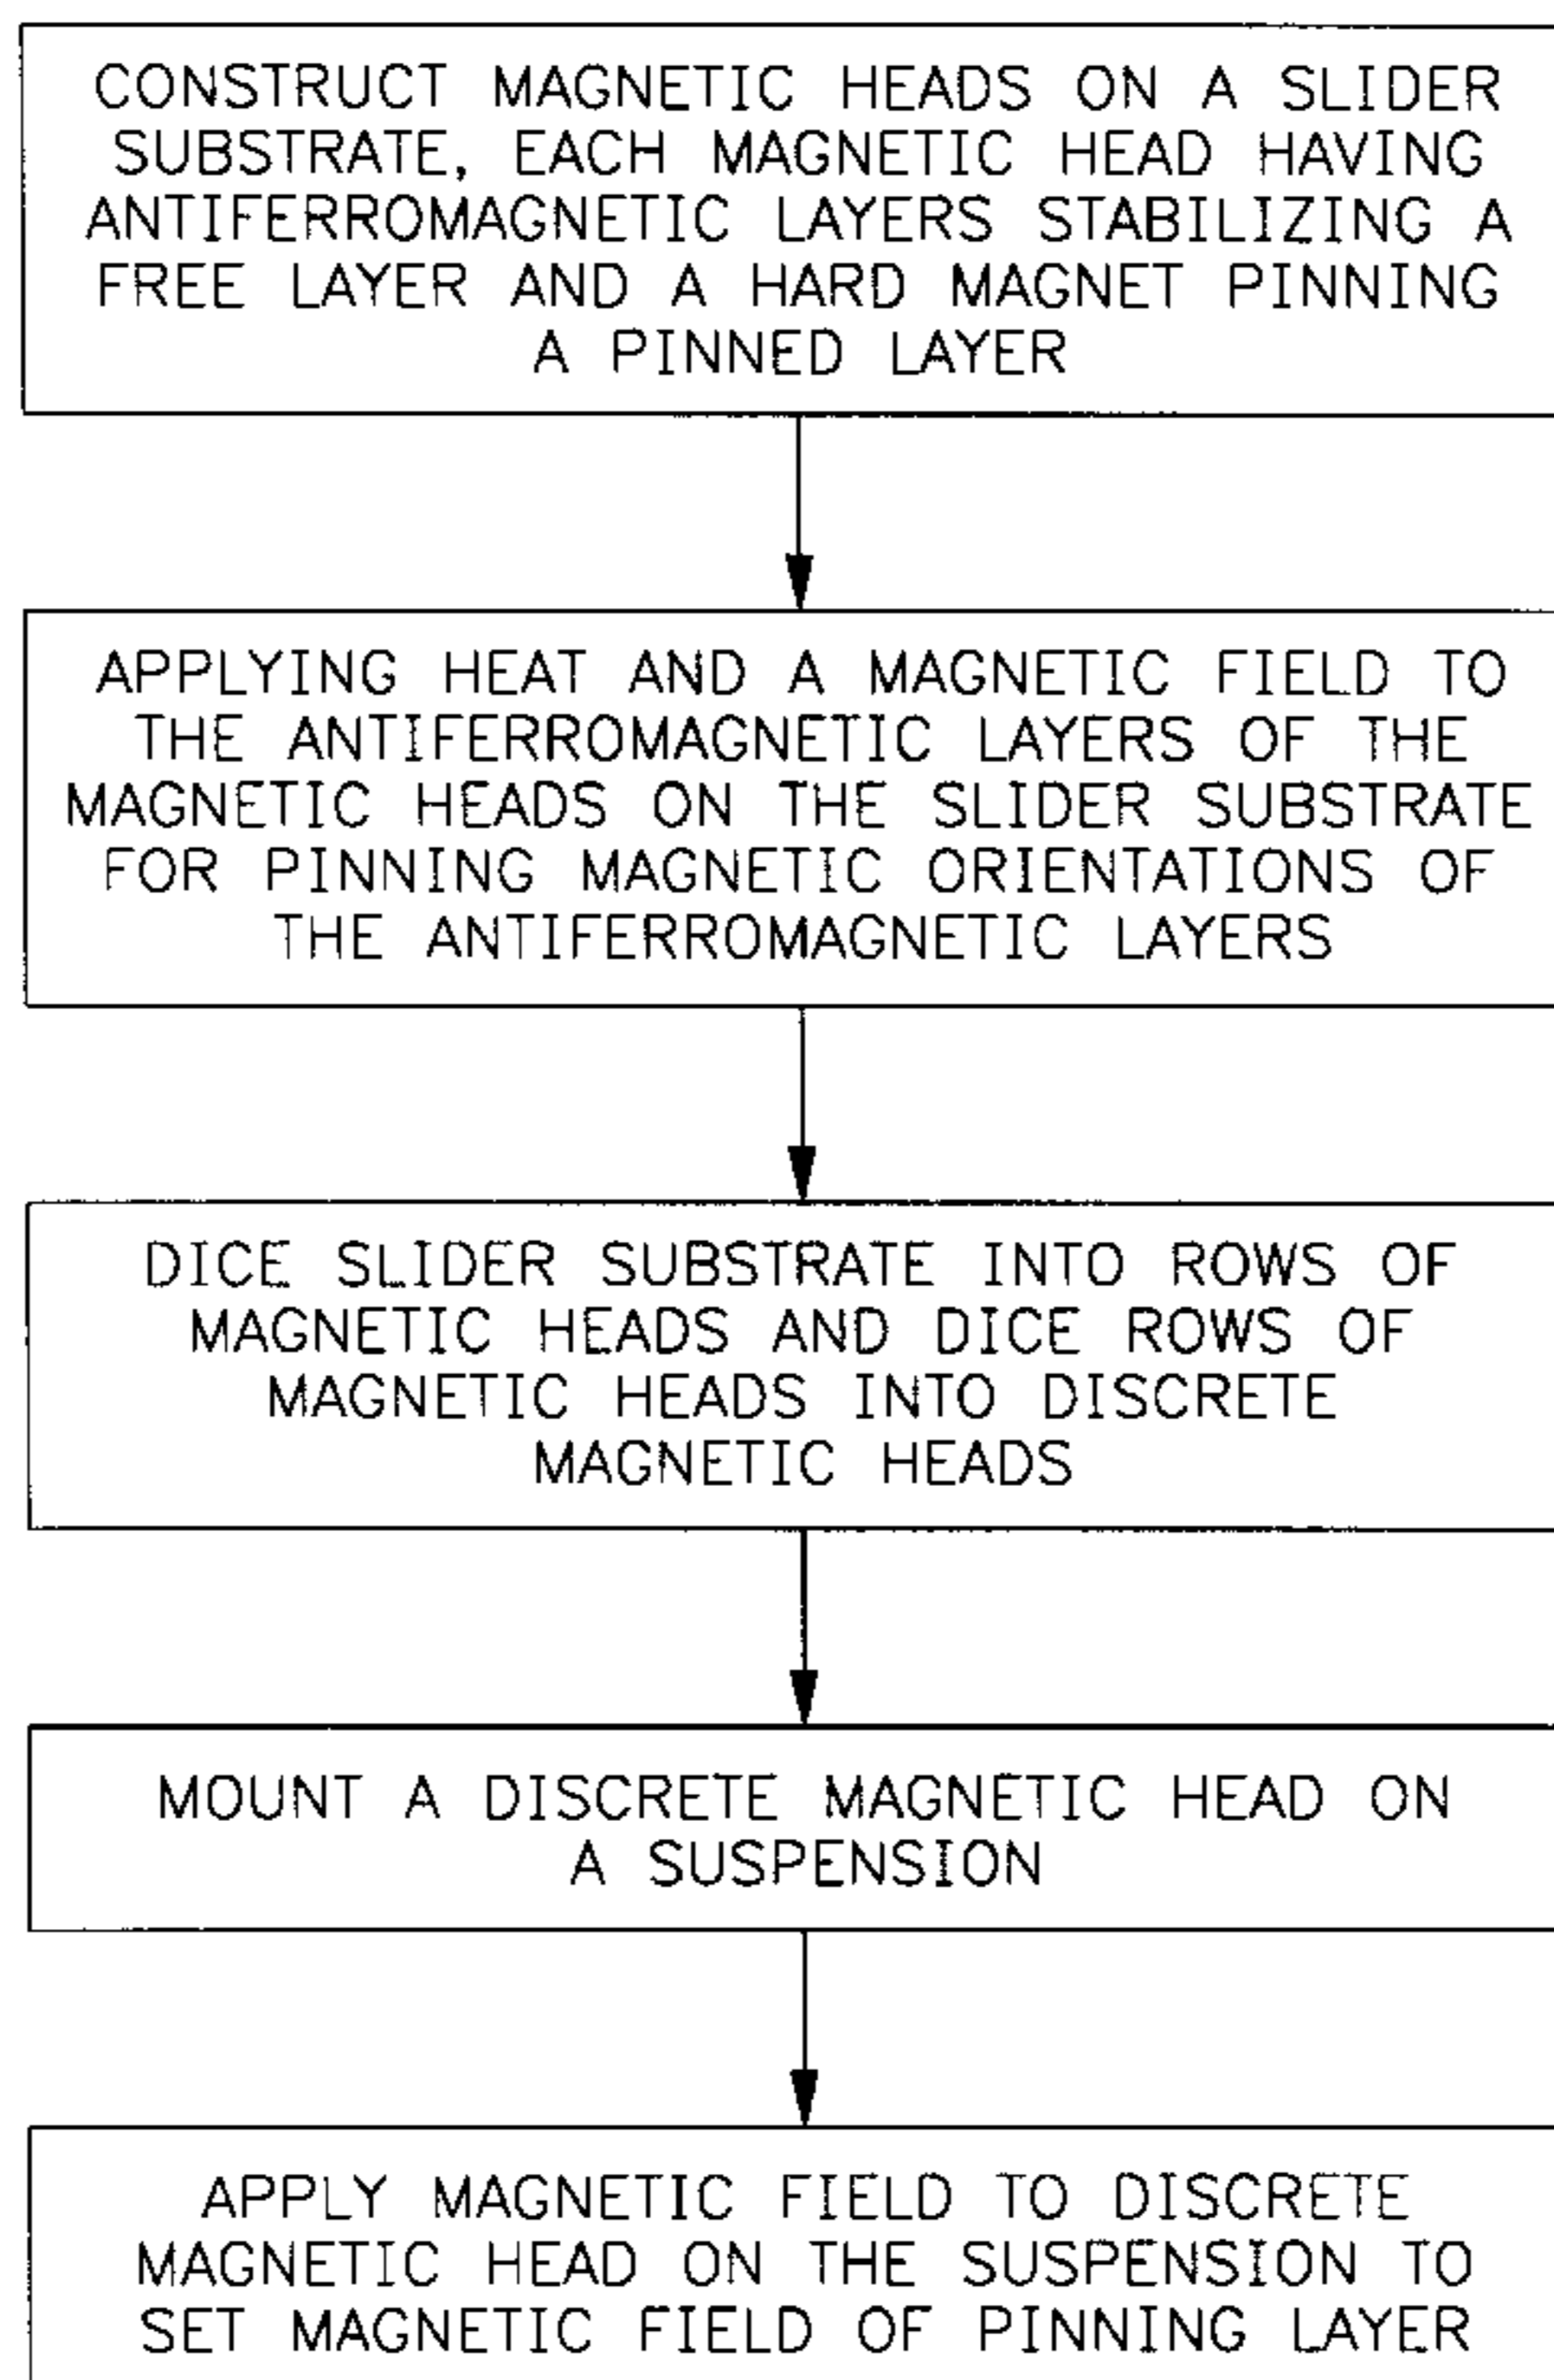 CONSTRUCT MAGNETIC HEADS ON A SLIDER
SUBSTRATE, EACH MAGNETIC HEAD HAVING
ANTIFERROMAGNETIC LAYERS STABILIZING A
FREE LAYER AND A HARD MAGNET PINNING
A PINNED LAYER
APPLYING HEAT AND A MAGNETIC FIELD TO
THE ANTIFERROMAGNETIC LAYERS OF THE
MAGNETIC HEADS ON THE SLIDER SUBSTRATE
FOR PINNING MAGNETIC ORIENTATIONS OF
THE ANTIFERROMAGNETIC LAYERS
DICE SLIDER SUBSTRATE INTO ROWS OF
MAGNETIC HEADS AND DICE ROWS OF
MAGNETIC HEADS INTO DISCRETE
MAGNETIC HEADS
MOUNT A DISCRETE MAGNETIC HEAD ON
A SUSPENSION
APPLY MAGNETIC FIELD TO DISCRETE
MAGNETIC HEAD ON THE SUSPENSION TO
SET MAGNETIC FIELD OF PINNING LAYER